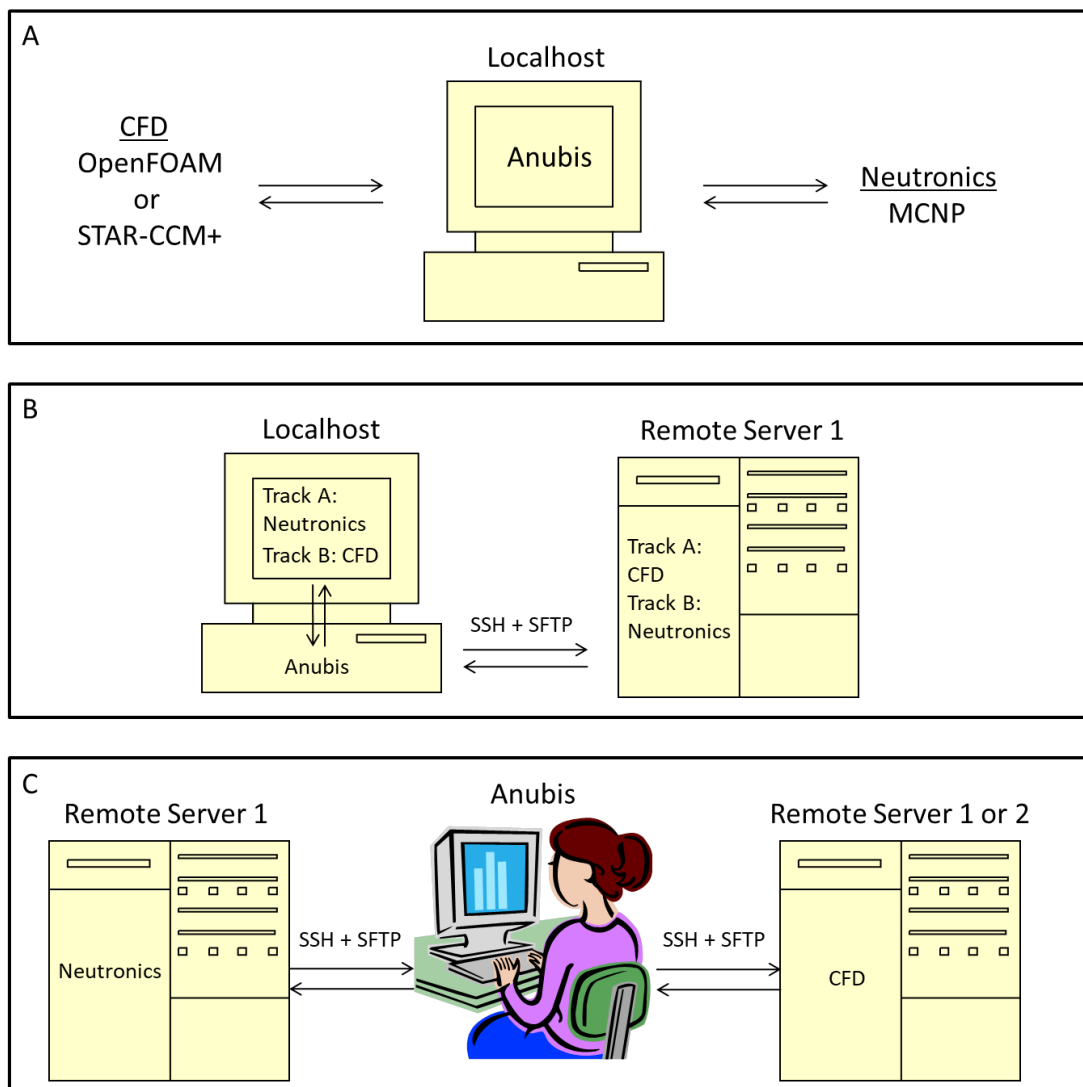 A
Localhost
CFD
OpenFOAM
or
STAR-CCM+
Anubis
Neutronics
MCNP
B
Localhost
Track A:
Neutronics
Track B: CFD
Anubis
SSH + SFTP
Remote Server 1
Track A:
CFD
Track B:
Neutronics
C
Remote Server 1
Neutronics
SSH + SFTP
Anubis
SSH + SFTP
Remote Server 1 or 2
CFD